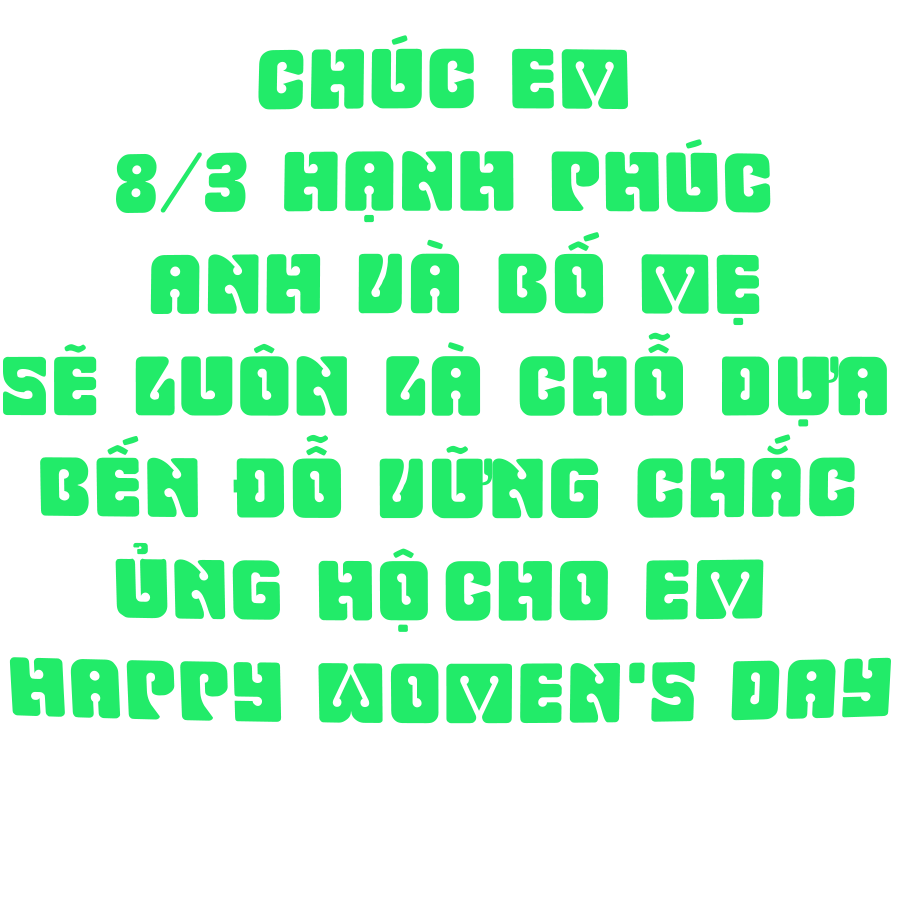 CHÚC EM
8/3 HẠNH PHÚC
ANH VÀ BỐ MẸ
SẼ LUÔN LÀ CHỖ DỰA
BẾN ĐỖ VỮNG CHẮC
ỦNG HỘ CHO EM
HAPPY WOMEN'S DAY